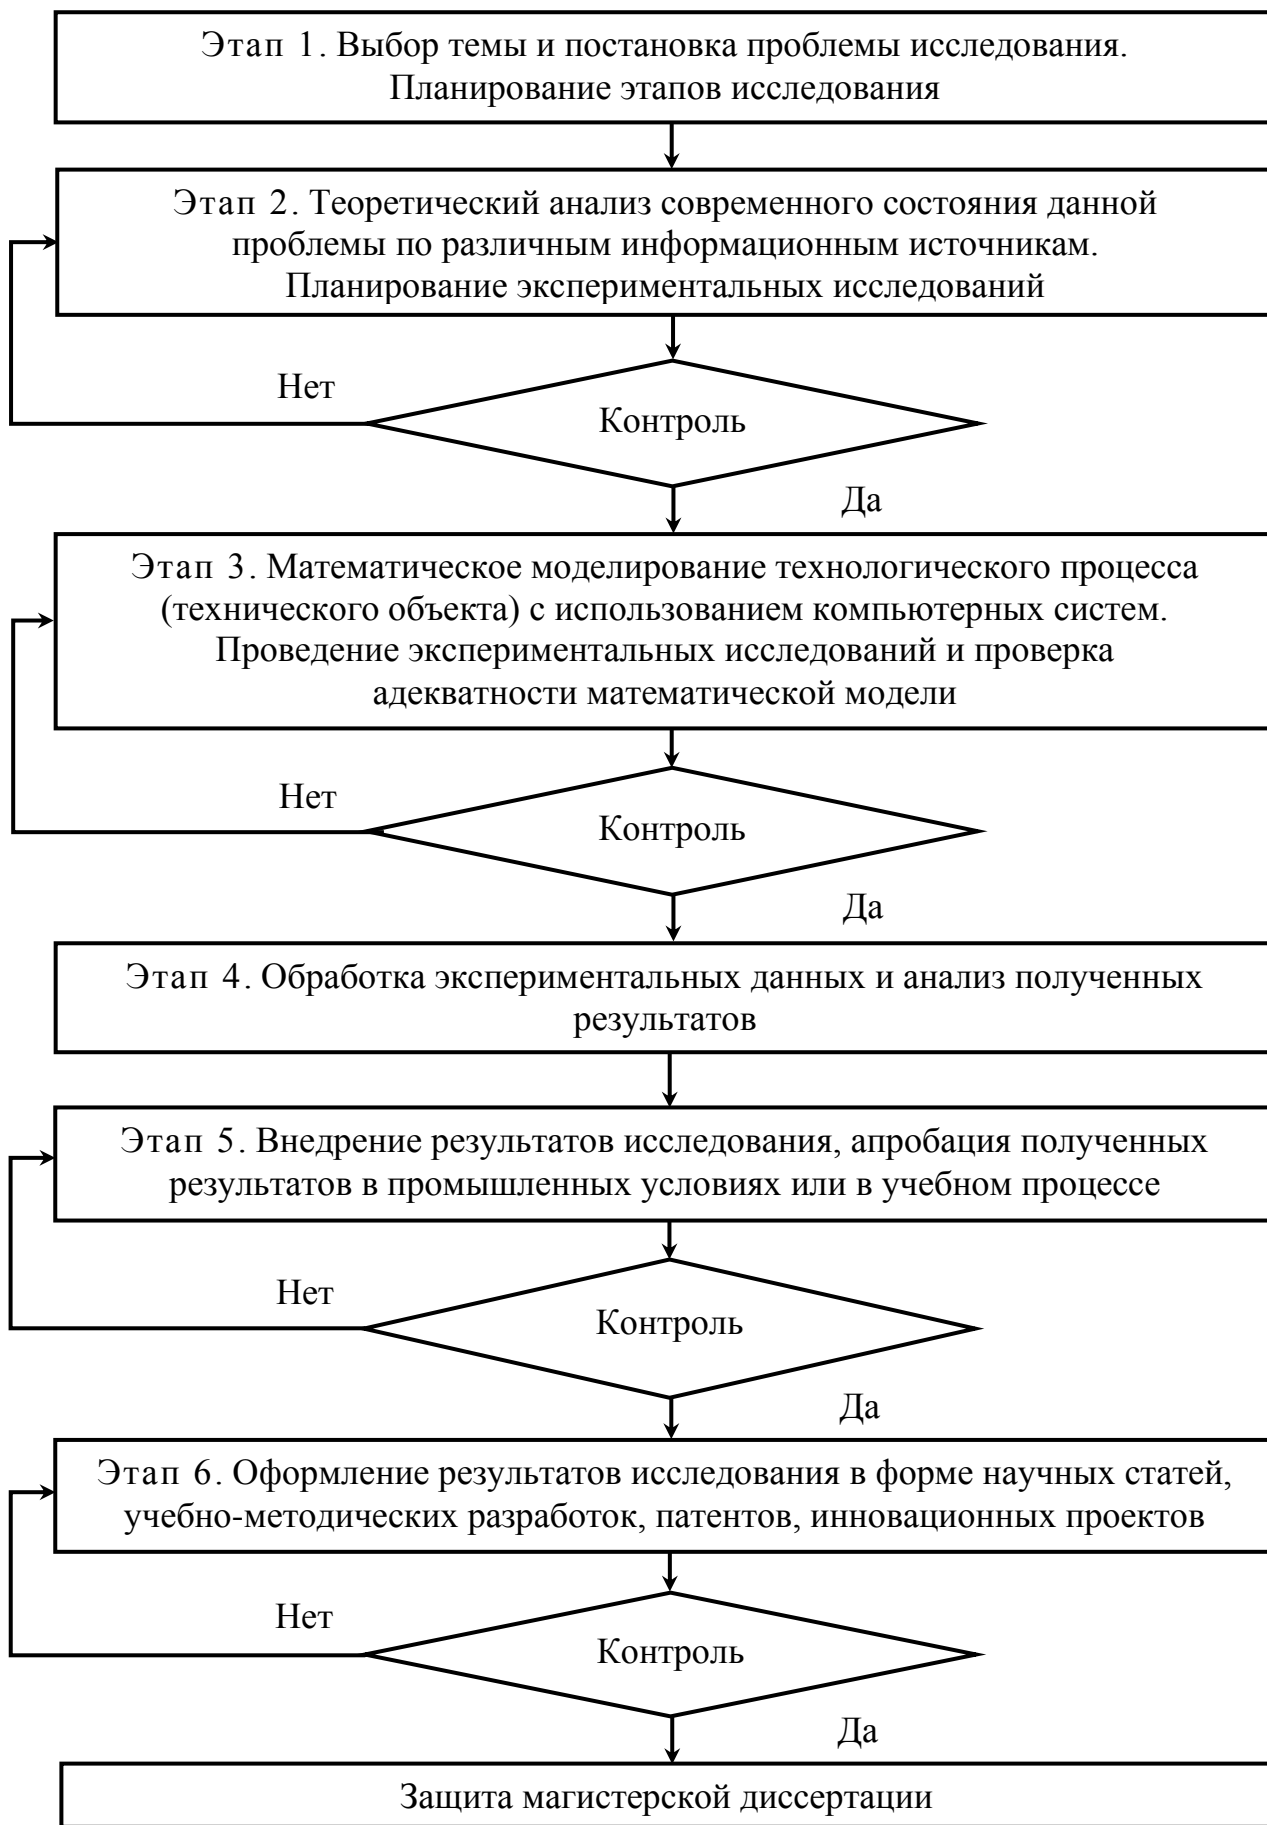 Этап 1. Выбор темы и постановка проблемы исследования.
Планирование этапов исследования
Этап 2. Теоретический анализ современного состояния данной
проблемы по различным информационным источникам.
Планирование экспериментальных исследований
Нет
Контроль
Да
Этап 3. Математическое моделирование технологического процесса
(технического объекта) с использованием компьютерных систем.
Проведение экспериментальных исследований и проверка
адекватности математической модели
Нет
Контроль
Да
Этап 4. Обработка экспериментальных данных и анализ полученных
результатов
Этап 5. Внедрение результатов исследования, апробация полученных
результатов в промышленных условиях или в учебном процессе
Нет
Контроль
Да
Этап 6. Оформление результатов исследования в форме научных статей,
учебно-методических разработок, патентов, инновационных проектов
Нет
Контроль
Да
Защита магистерской диссертации